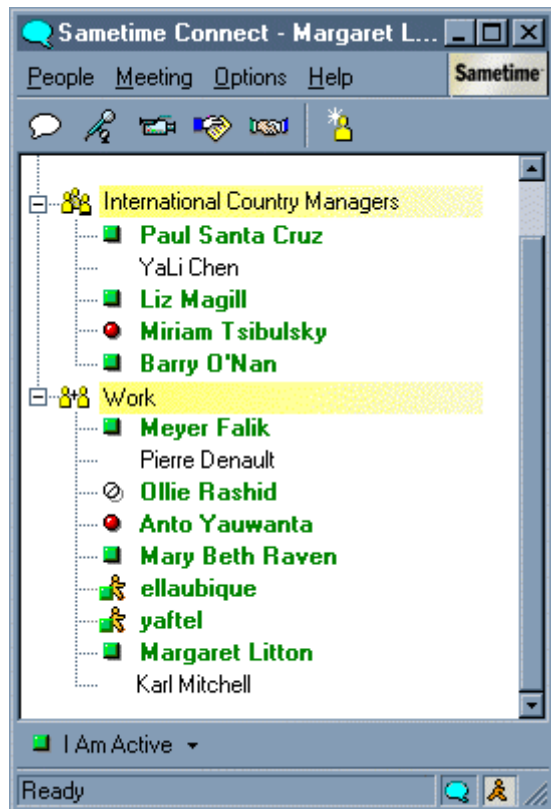 Sametime Connect - Margaret L...
People Meeting Options Help
Sametime
International Country Managers
Paul Santa Cruz
YaLi Chen
Liz Magill
Miriam Tsibulsky
Barry O'Nan
Work
Meyer Falik
Pierre Denault
Ollie Rashid
Anto Yauwanta
Mary Beth Raven
ellaubique
yaftel
Margaret Litton
Karl Mitchell
I Am Active
Ready